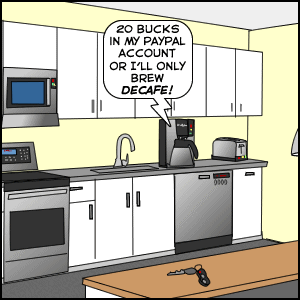 20 BUCKS
IN MY PAYPAL
ACCOUNT
OR I'LL ONLY
BREW
DECAFE!